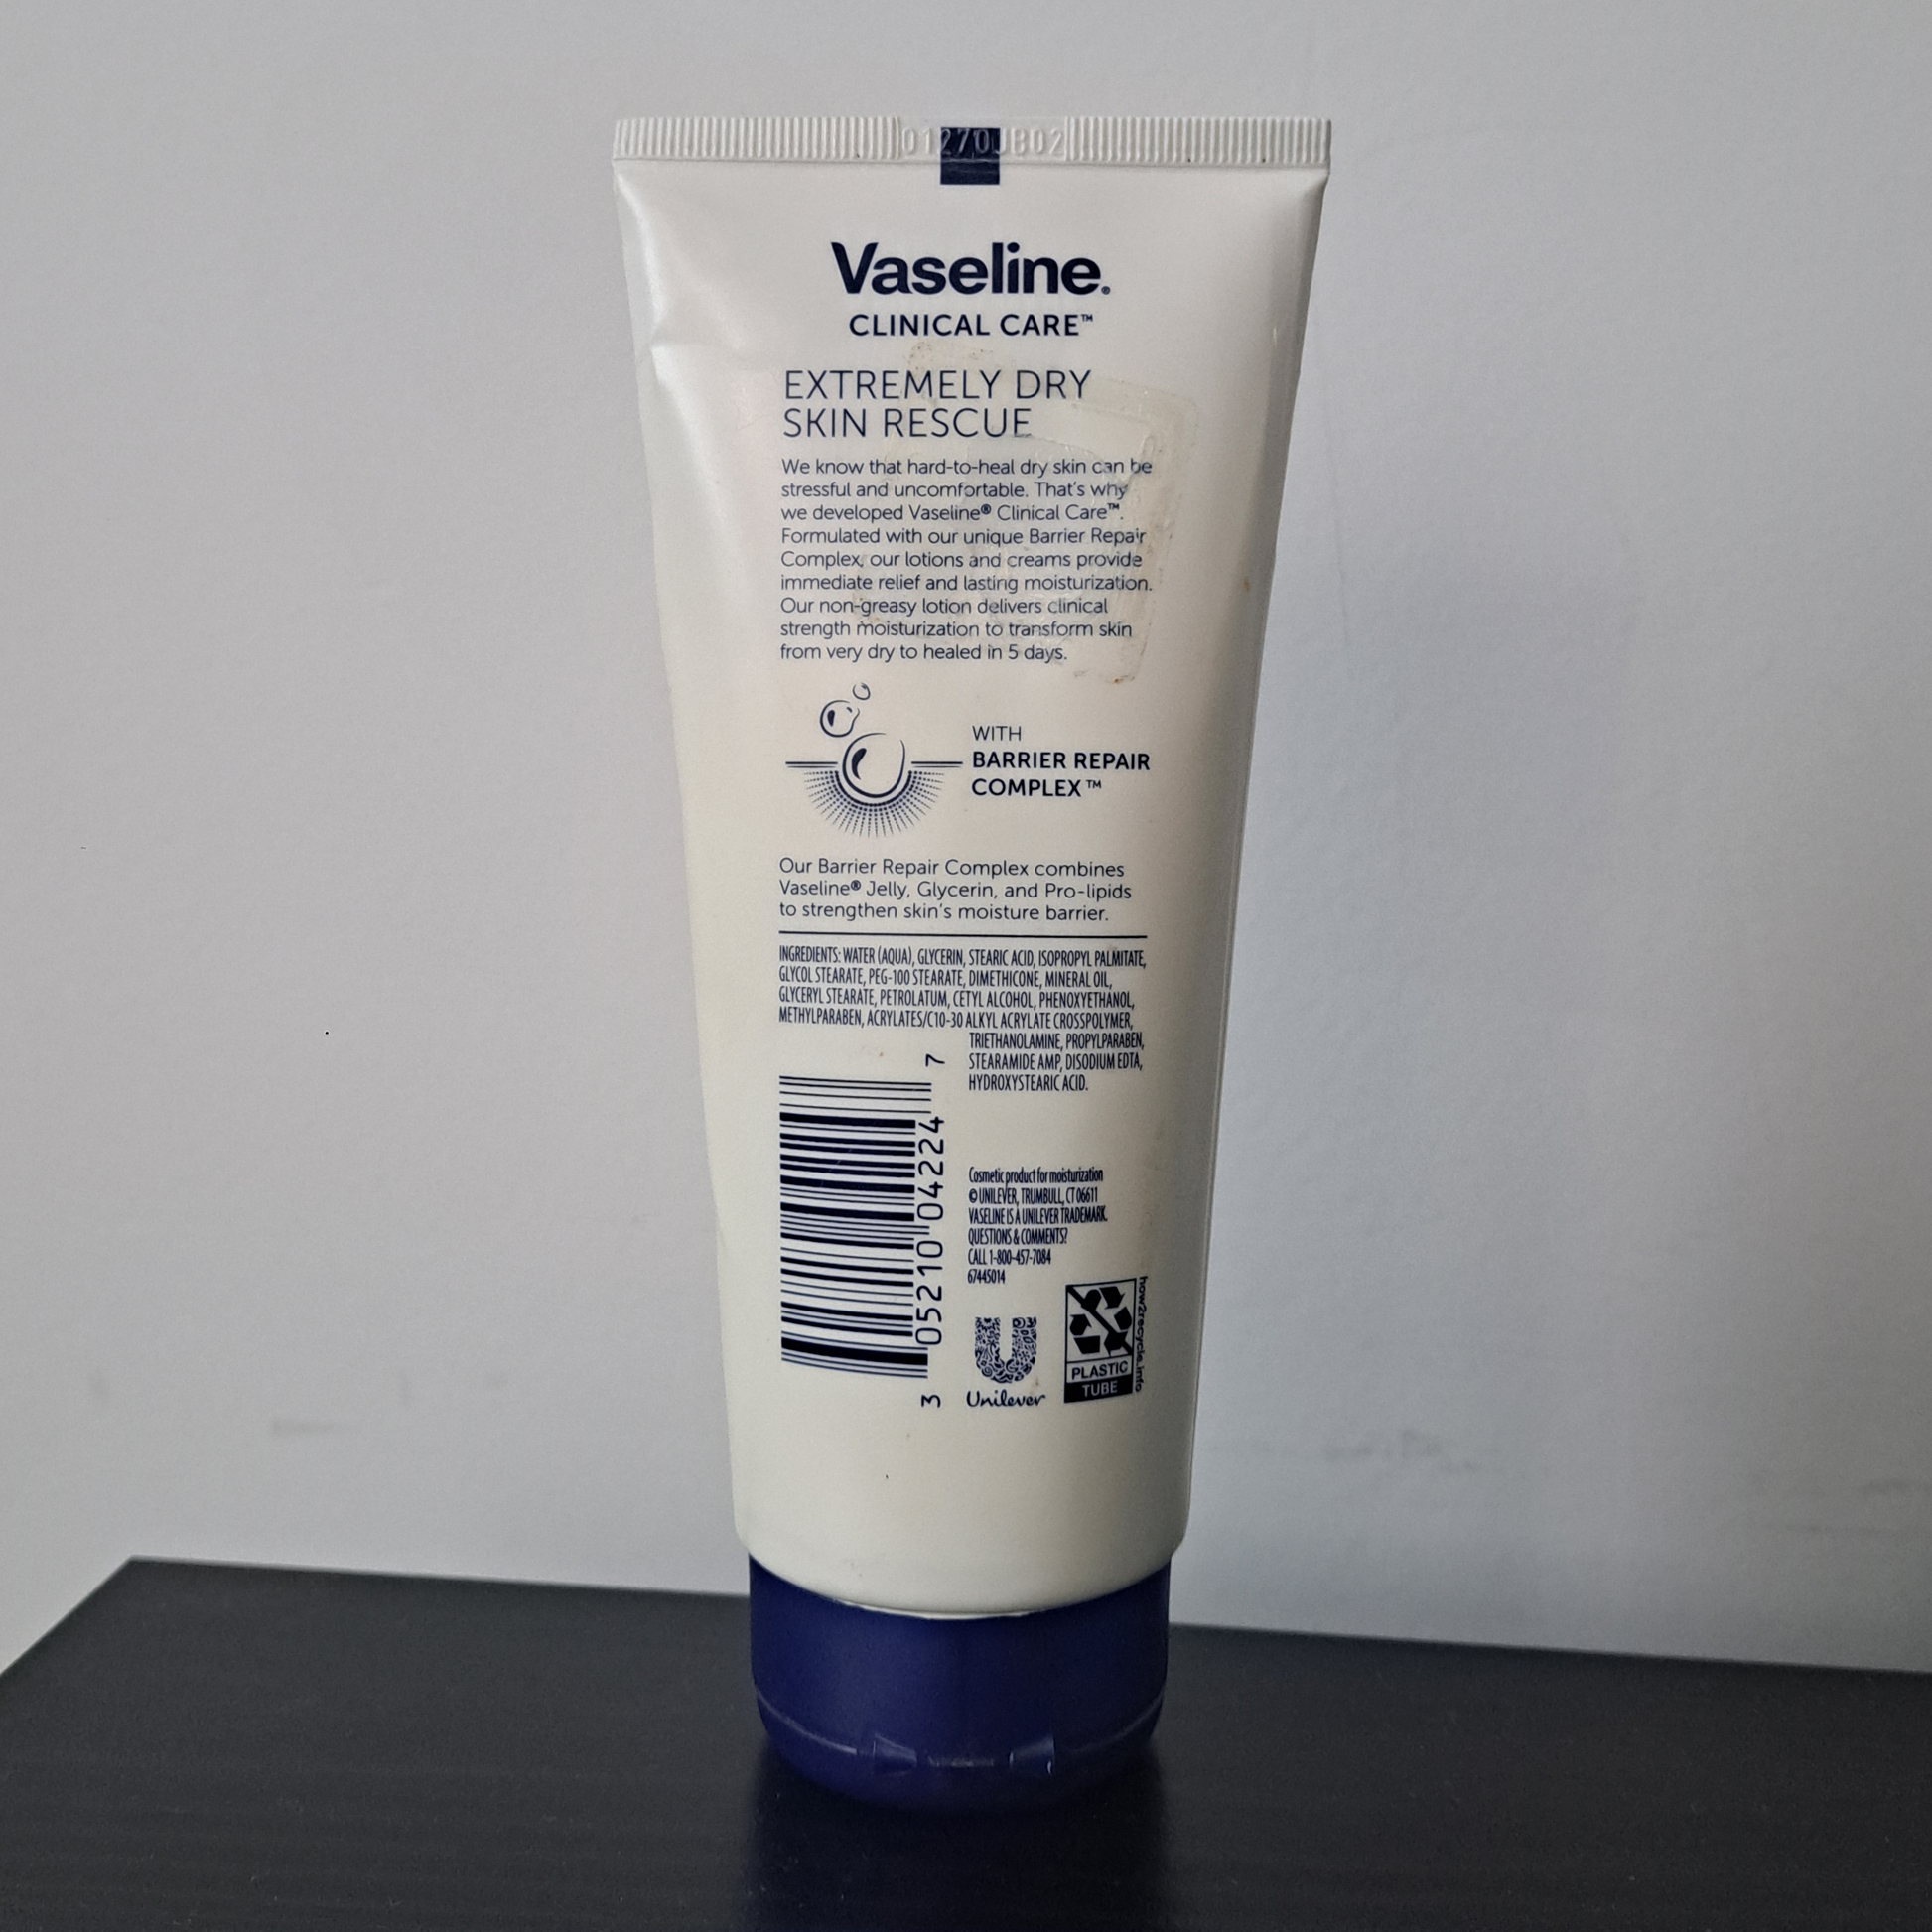 01270JB02
Vaseline®
CLINICAL CARE™
EXTREMELY DRY
SKIN RESCUE
We know that hard-to-heal dry skin can be
stressful and uncomfortable. That's why
we developed Vaseline® Clinical Care™.
Formulated with our unique Barrier Repair
Complex, our lotions and creams provide
immediate relief and lasting moisturization.
Our non-greasy lotion delivers clinical
strength moisturization to transform skin
from very dry to healed in 5 days.
WITH
BARRIER REPAIR
COMPLEX™
Our Barrier Repair Complex combines
Vaseline® Jelly, Glycerin, and Pro-lipids
to strengthen skin's moisture barrier.
INGREDIENTS: WATER (AQUA), GLYCERIN, STEARIC ACID, ISOPROPYL PALMITATE,
GLYCOL STEARATE, PEG-100 STEARATE, DIMETHICONE, MINERAL OIL,
GLYCERYL STEARATE, PETROLATUM, CETYL ALCOHOL, PHENOXYETHANOL,
METHYLPARABEN, ACRYLATES/C10-30 ALKYL ACRYLATE CROSSPOLYMER,
TRIETHANOLAMINE, PROPYLPARABEN,
STEARAMIDE AMP, DISODIUM EDTA,
HYDROXYSTEARIC ACID.
3 05210 04224 7
Cosmetic product for moisturization
© UNILEVER, TRUMBULL, CT 06611
VASELINE IS A UNILEVER TRADEMARK.
QUESTIONS & COMMENTS?
CALL 1-800-457-7084
67445014
Unilever
PLASTIC
TUBE
how2recycle.info